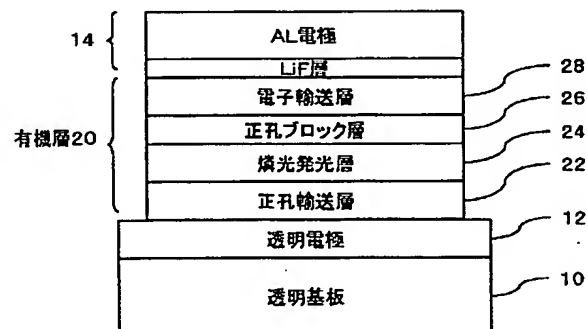 14
AL電極
LiF層
有機層20
電子輸送層
28
正孔ブロック層
26
燐光発光層
24
正孔輸送層
22
透明電極
12
透明基板
10